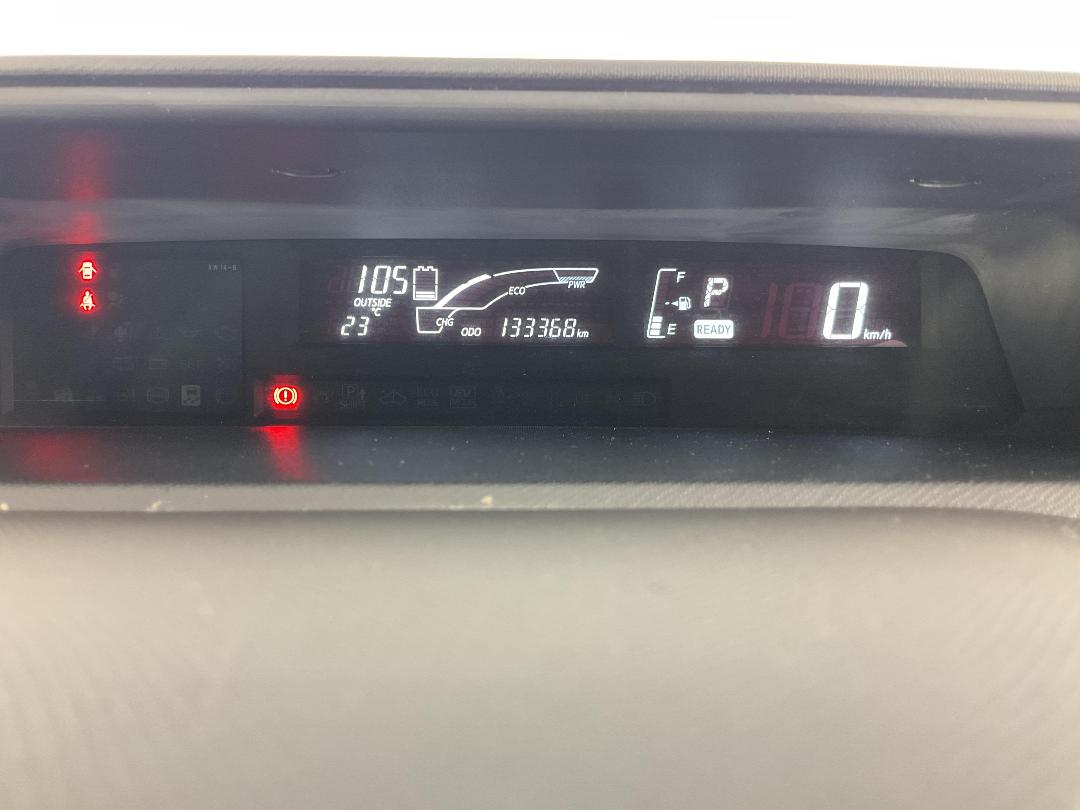 105
OUTSIDE
°C
23
CHG
ECO
PWR
ODO 133368 km
F
E
P
READY
0 km/h
P